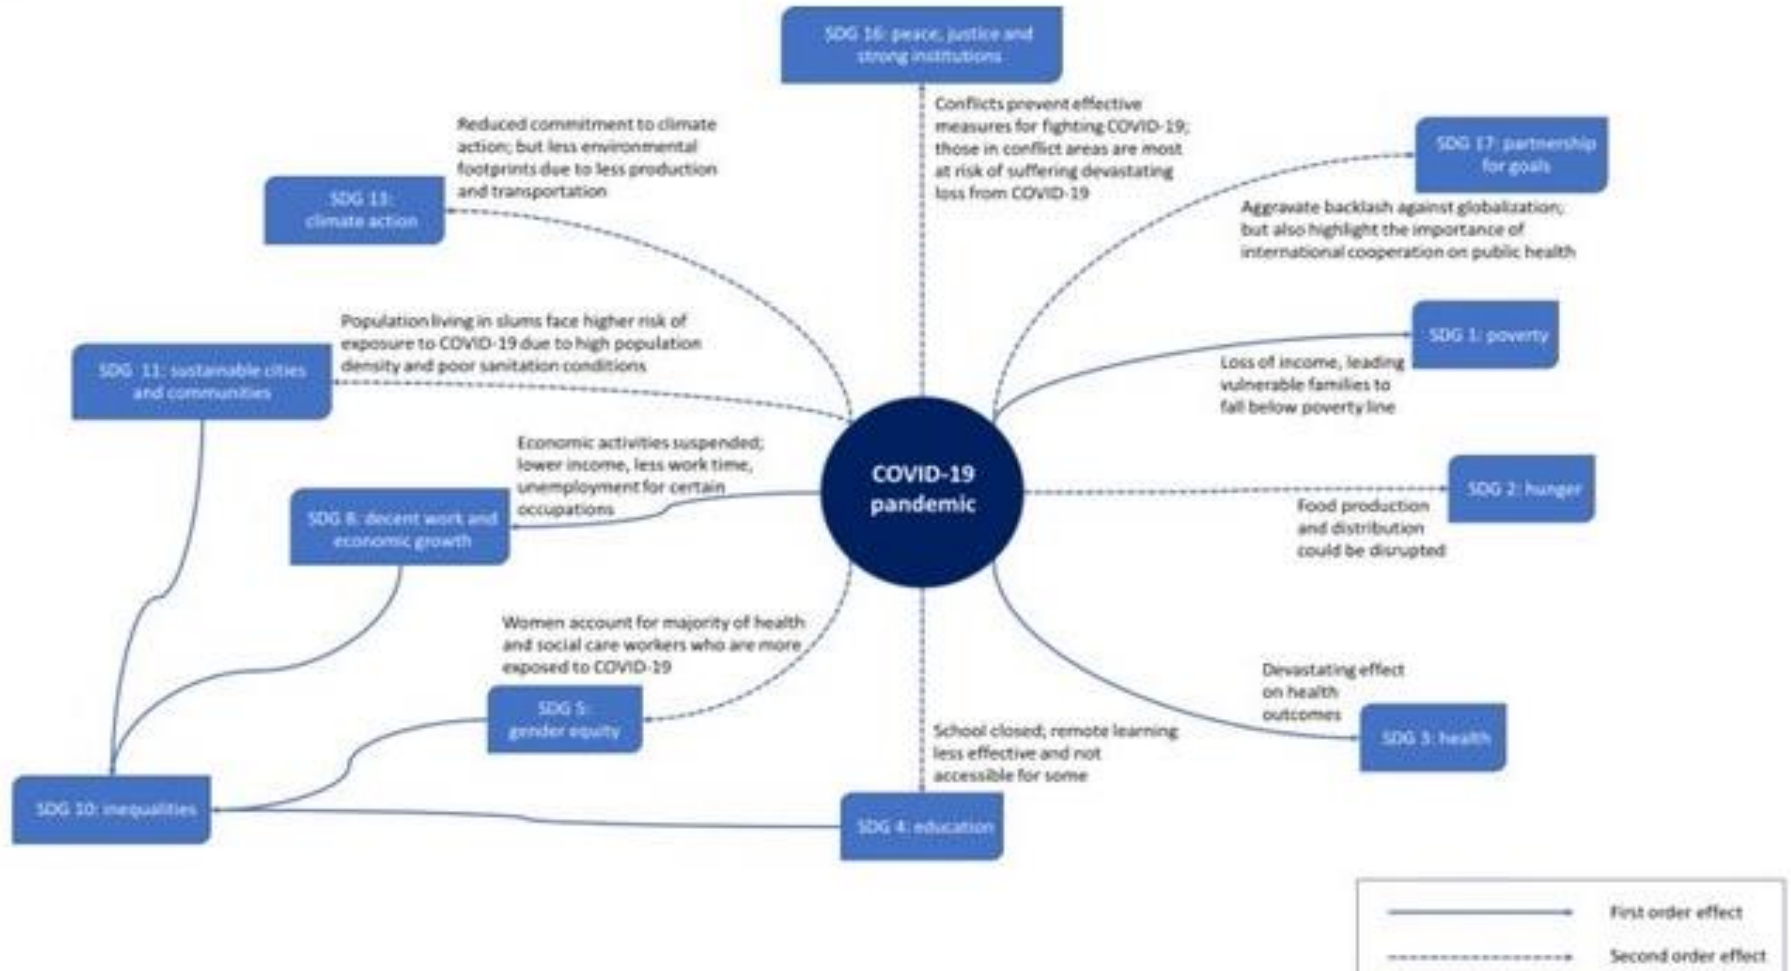 SDG 16: peace, justice and
strong institutions
Conflicts prevent effective
measures for fighting COVID-19;
those in conflict areas are most
at risk of suffering devastating
loss from COVID-19
SDG 17: partnership
for goals
Aggravate backlash against globalization;
but also highlight the importance of
international cooperation on public health
Reduced commitment to climate
action; but less environmental
footprints due to less production
and transportation
SDG 13:
climate action
Population living in slums face higher risk of
exposure to COVID-19 due to high population
density and poor sanitation conditions
SDG 11: sustainable cities
and communities
SDG 1: poverty
Loss of income, leading
vulnerable families to
fall below poverty line
Economic activities suspended;
lower income, less work time,
unemployment for certain
occupations
SDG 8: decent work and
economic growth
COVID-19
pandemic
SDG 2: hunger
Food production
and distribution
could be disrupted
Women account for majority of health
and social care workers who are more
exposed to COVID-19
SDG 5:
gender equity
Devastating effect
on health
outcomes
SDG 3: health
School closed; remote learning
less effective and not
accessible for some
SDG 10: inequalities
SDG 4: education
First order effect
Second order effect